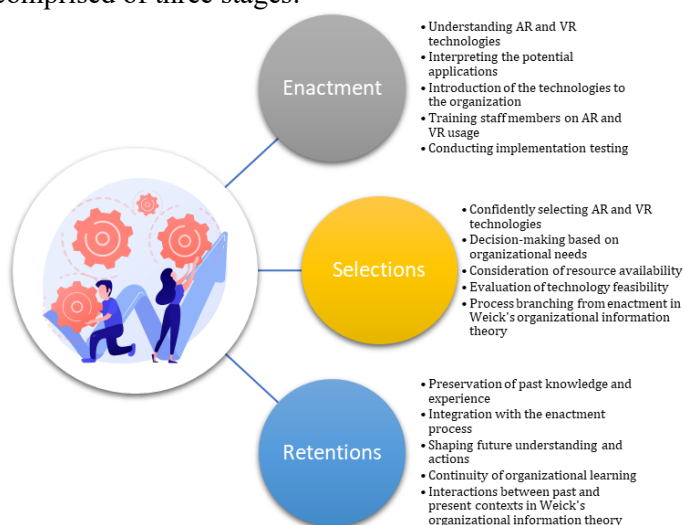 comprised of three stages.
Enactment
• Understanding AR and VR
technologies
• Interpreting the potential
applications
• Introduction of the technologies to
the organization
• Training staff members on AR and
VR usage
• Conducting implementation testing
Selections
• Confidently selecting AR and VR
technologies
• Decision-making based on
organizational needs
• Consideration of resource availability
• Evaluation of technology feasibility
• Process branching from enactment in
Weick's organizational information
theory
Retentions
• Preservation of past knowledge and
experience
• Integration with the enactment
process
• Shaping future understanding and
actions
• Continuity of organizational learning
• Interactions between past and
present contexts in Weick's
organizational information theory